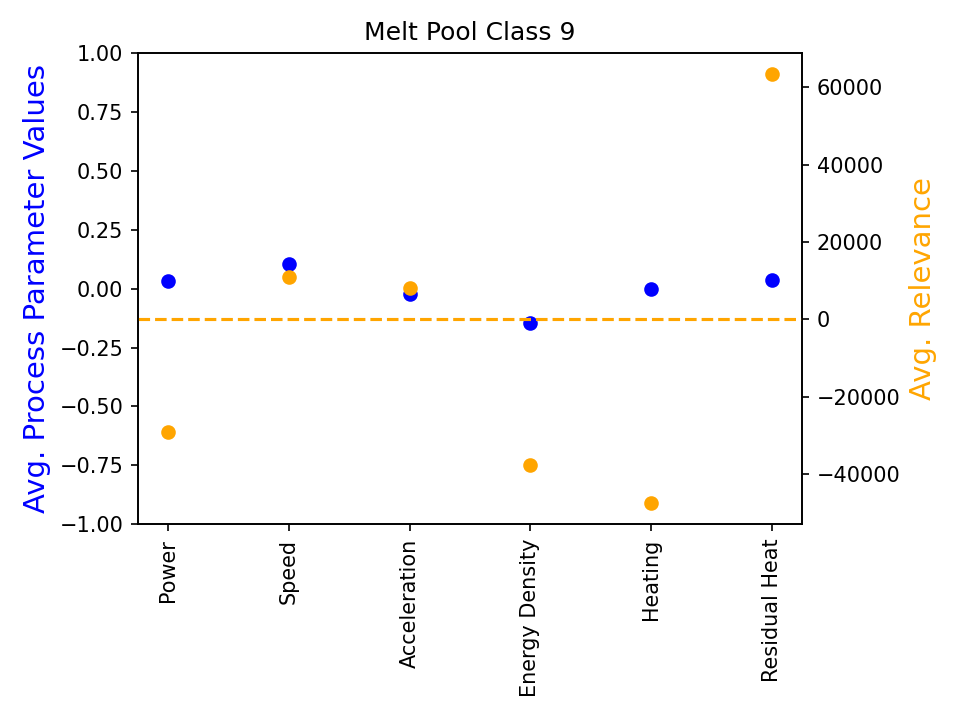 Melt Pool Class 9
Avg. Process Parameter Values
1.00
0.75
0.50
0.25
0.00
−0.25
−0.50
−0.75
−1.00
60000
40000
20000
0
−20000
−40000
Avg. Relevance
Power
Speed
Acceleration
Energy Density
Heating
Residual Heat